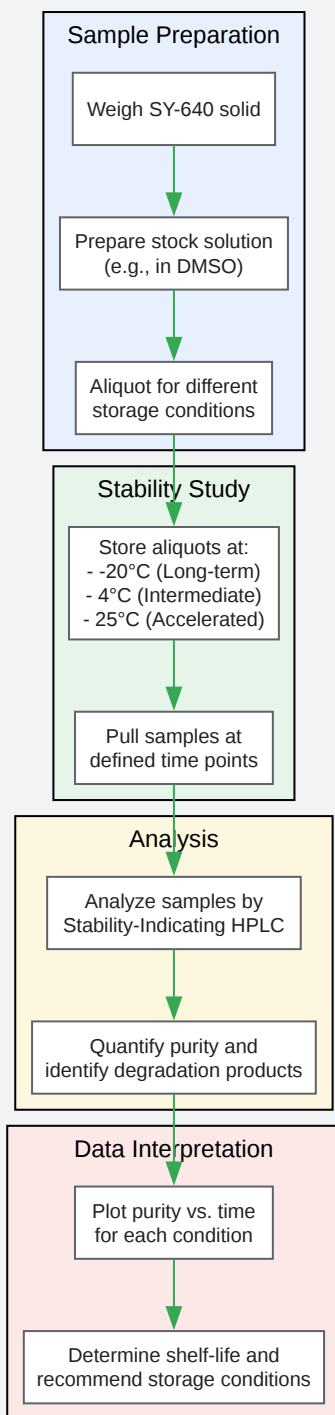 Sample Preparation
Weigh SY-640 solid
Prepare stock solution
(e.g., in DMSO)
Aliquot for different
storage conditions
Stability Study
Store aliquots at:
- -20°C (Long-term)
- 4°C (Intermediate)
- 25°C (Accelerated)
Pull samples at
defined time points
Analysis
Analyze samples by
Stability-Indicating HPLC
Quantify purity and
identify degradation products
Data Interpretation
Plot purity vs. time
for each condition
Determine shelf-life and
recommend storage conditions